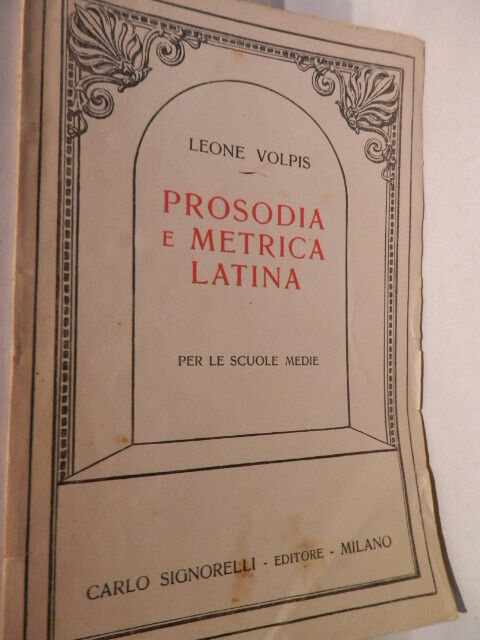 LEONE VOLPIS
PROSODIA
E METRICA
LATINA
PER LE SCUOLE MEDIE
CARLO SIGNORELLI - EDITORE - MILANO